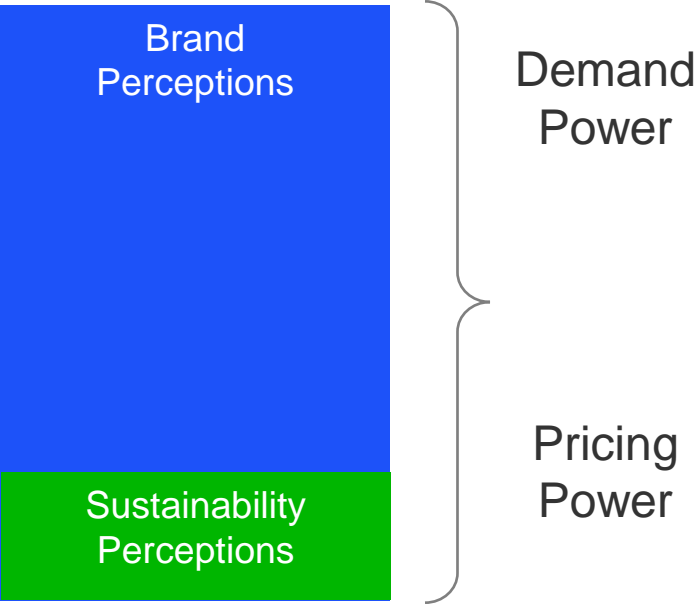 Brand
Perceptions
Demand
Power
Pricing
Power
Sustainability
Perceptions